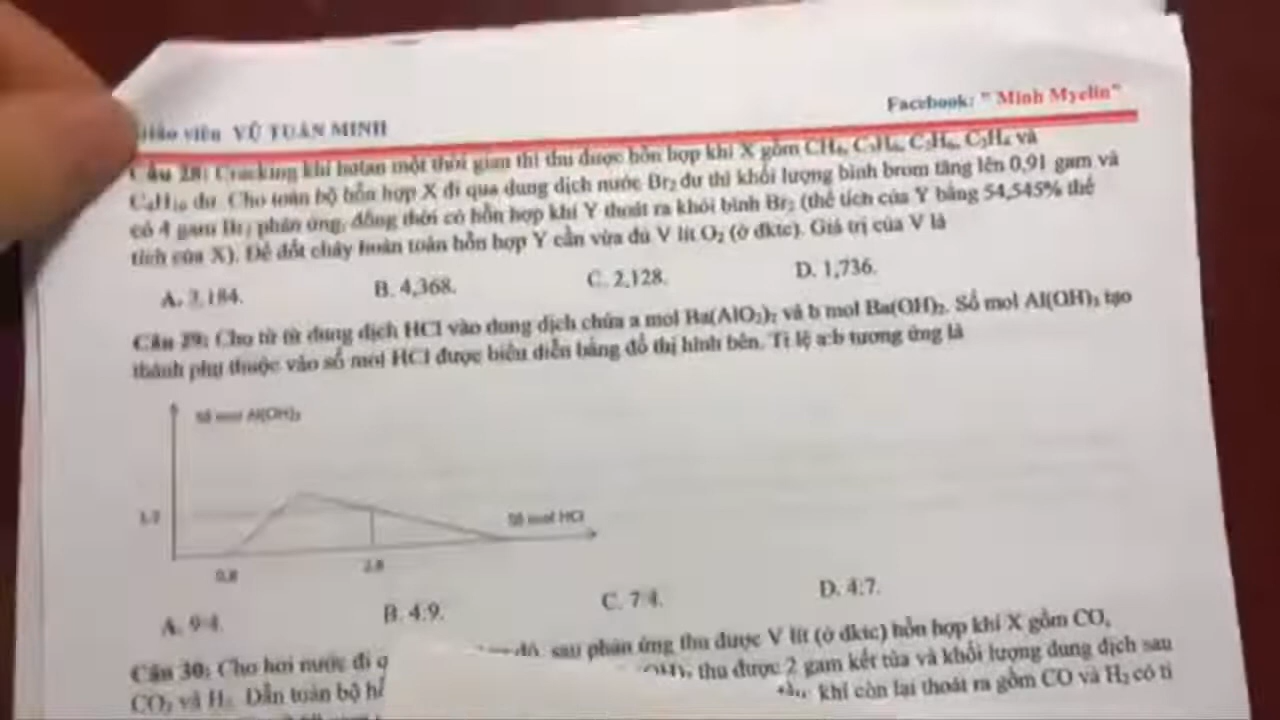 Facebook: " Minh Myelin"
Giáo viên VŨ TUẤN MINH
Câu 28: Cracking khí butan một thời gian thì thu được hỗn hợp khí X gồm CH₄, C₃H₆, C₂H₆, C₂H₄ và
C₄H₁₀ dư. Cho toàn bộ hỗn hợp X đi qua dung dịch nước Br₂ dư thì khối lượng bình brom tăng lên 0,91 gam và
có 4 gam Br₂ phản ứng, đồng thời có hỗn hợp khí Y thoát ra khỏi bình Br₂ (thể tích của Y bằng 54,545% thể
tích của X). Để đốt cháy hoàn toàn hỗn hợp Y cần vừa đủ V lít O₂ (ở đktc). Giá trị của V là
A. 3,184. B. 4,368. C. 2,128. D. 1,736.
Câu 29: Cho từ từ dung dịch HCl vào dung dịch chứa a mol Ba(AlO₂)₂ và b mol Ba(OH)₂. Số mol Al(OH)₃ tạo
thành phụ thuộc vào số mol HCl được biểu diễn bằng đồ thị hình bên. Tỉ lệ a:b tương ứng là
Số mol Al(OH)₃
Số mol HCl
0,8 2,8
A. 9:4. B. 4:9. C. 7:4. D. 4:7.
Câu 30: Cho hơi nước đi q đỏ, sau phản ứng thu được V lít (ở đktc) hỗn hợp khí X gồm CO,
CO₂ và H₂. Dẫn toàn bộ hỗ thu được 2 gam kết tủa và khối lượng dung dịch sau
khí còn lại thoát ra gồm CO và H₂ có tỉ